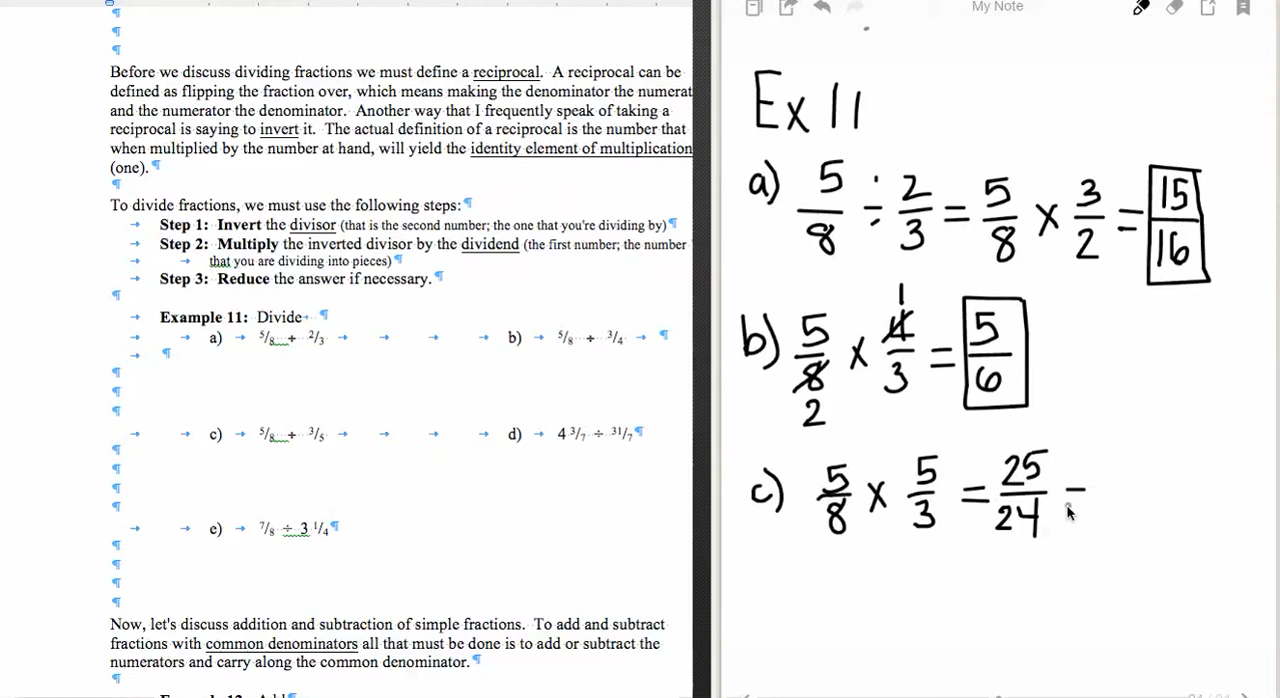 Before we discuss dividing fractions we must define a reciprocal. A reciprocal can be
defined as flipping the fraction over, which means making the denominator the numerat
and the numerator the denominator. Another way that I frequently speak of taking a
reciprocal is saying to invert it. The actual definition of a reciprocal is the number that
when multiplied by the number at hand, will yield the identity element of multiplication
(one).
To divide fractions, we must use the following steps:
Step 1: Invert the divisor (that is the second number; the one that you're dividing by)
Step 2: Multiply the inverted divisor by the dividend (the first number; the number
that you are dividing into pieces)
Step 3: Reduce the answer if necessary.
Example 11: Divide
a) 5/8 ÷ 2/3 b) 5/8 ÷ 3/4
c) 5/8 ÷ 3/5 d) 4 3/7 ÷ 31/7
e) 7/8 ÷ 3 1/4
Now, let's discuss addition and subtraction of simple fractions. To add and subtract
fractions with common denominators all that must be done is to add or subtract the
numerators and carry along the common denominator.
My Note
Ex 11
a) 5/8 ÷ 2/3 = 5/8 × 3/2 = 15/16
1
b) 5/8 × 4/3 = 5/6
2
c) 5/8 × 5/3 = 25/24 =